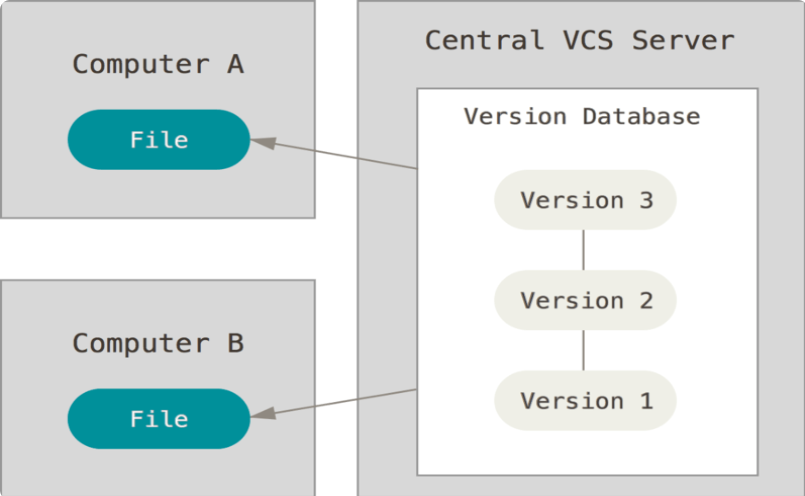 Computer A
File
Computer B
File
Central VCS Server
Version Database
Version 3
Version 2
Version 1